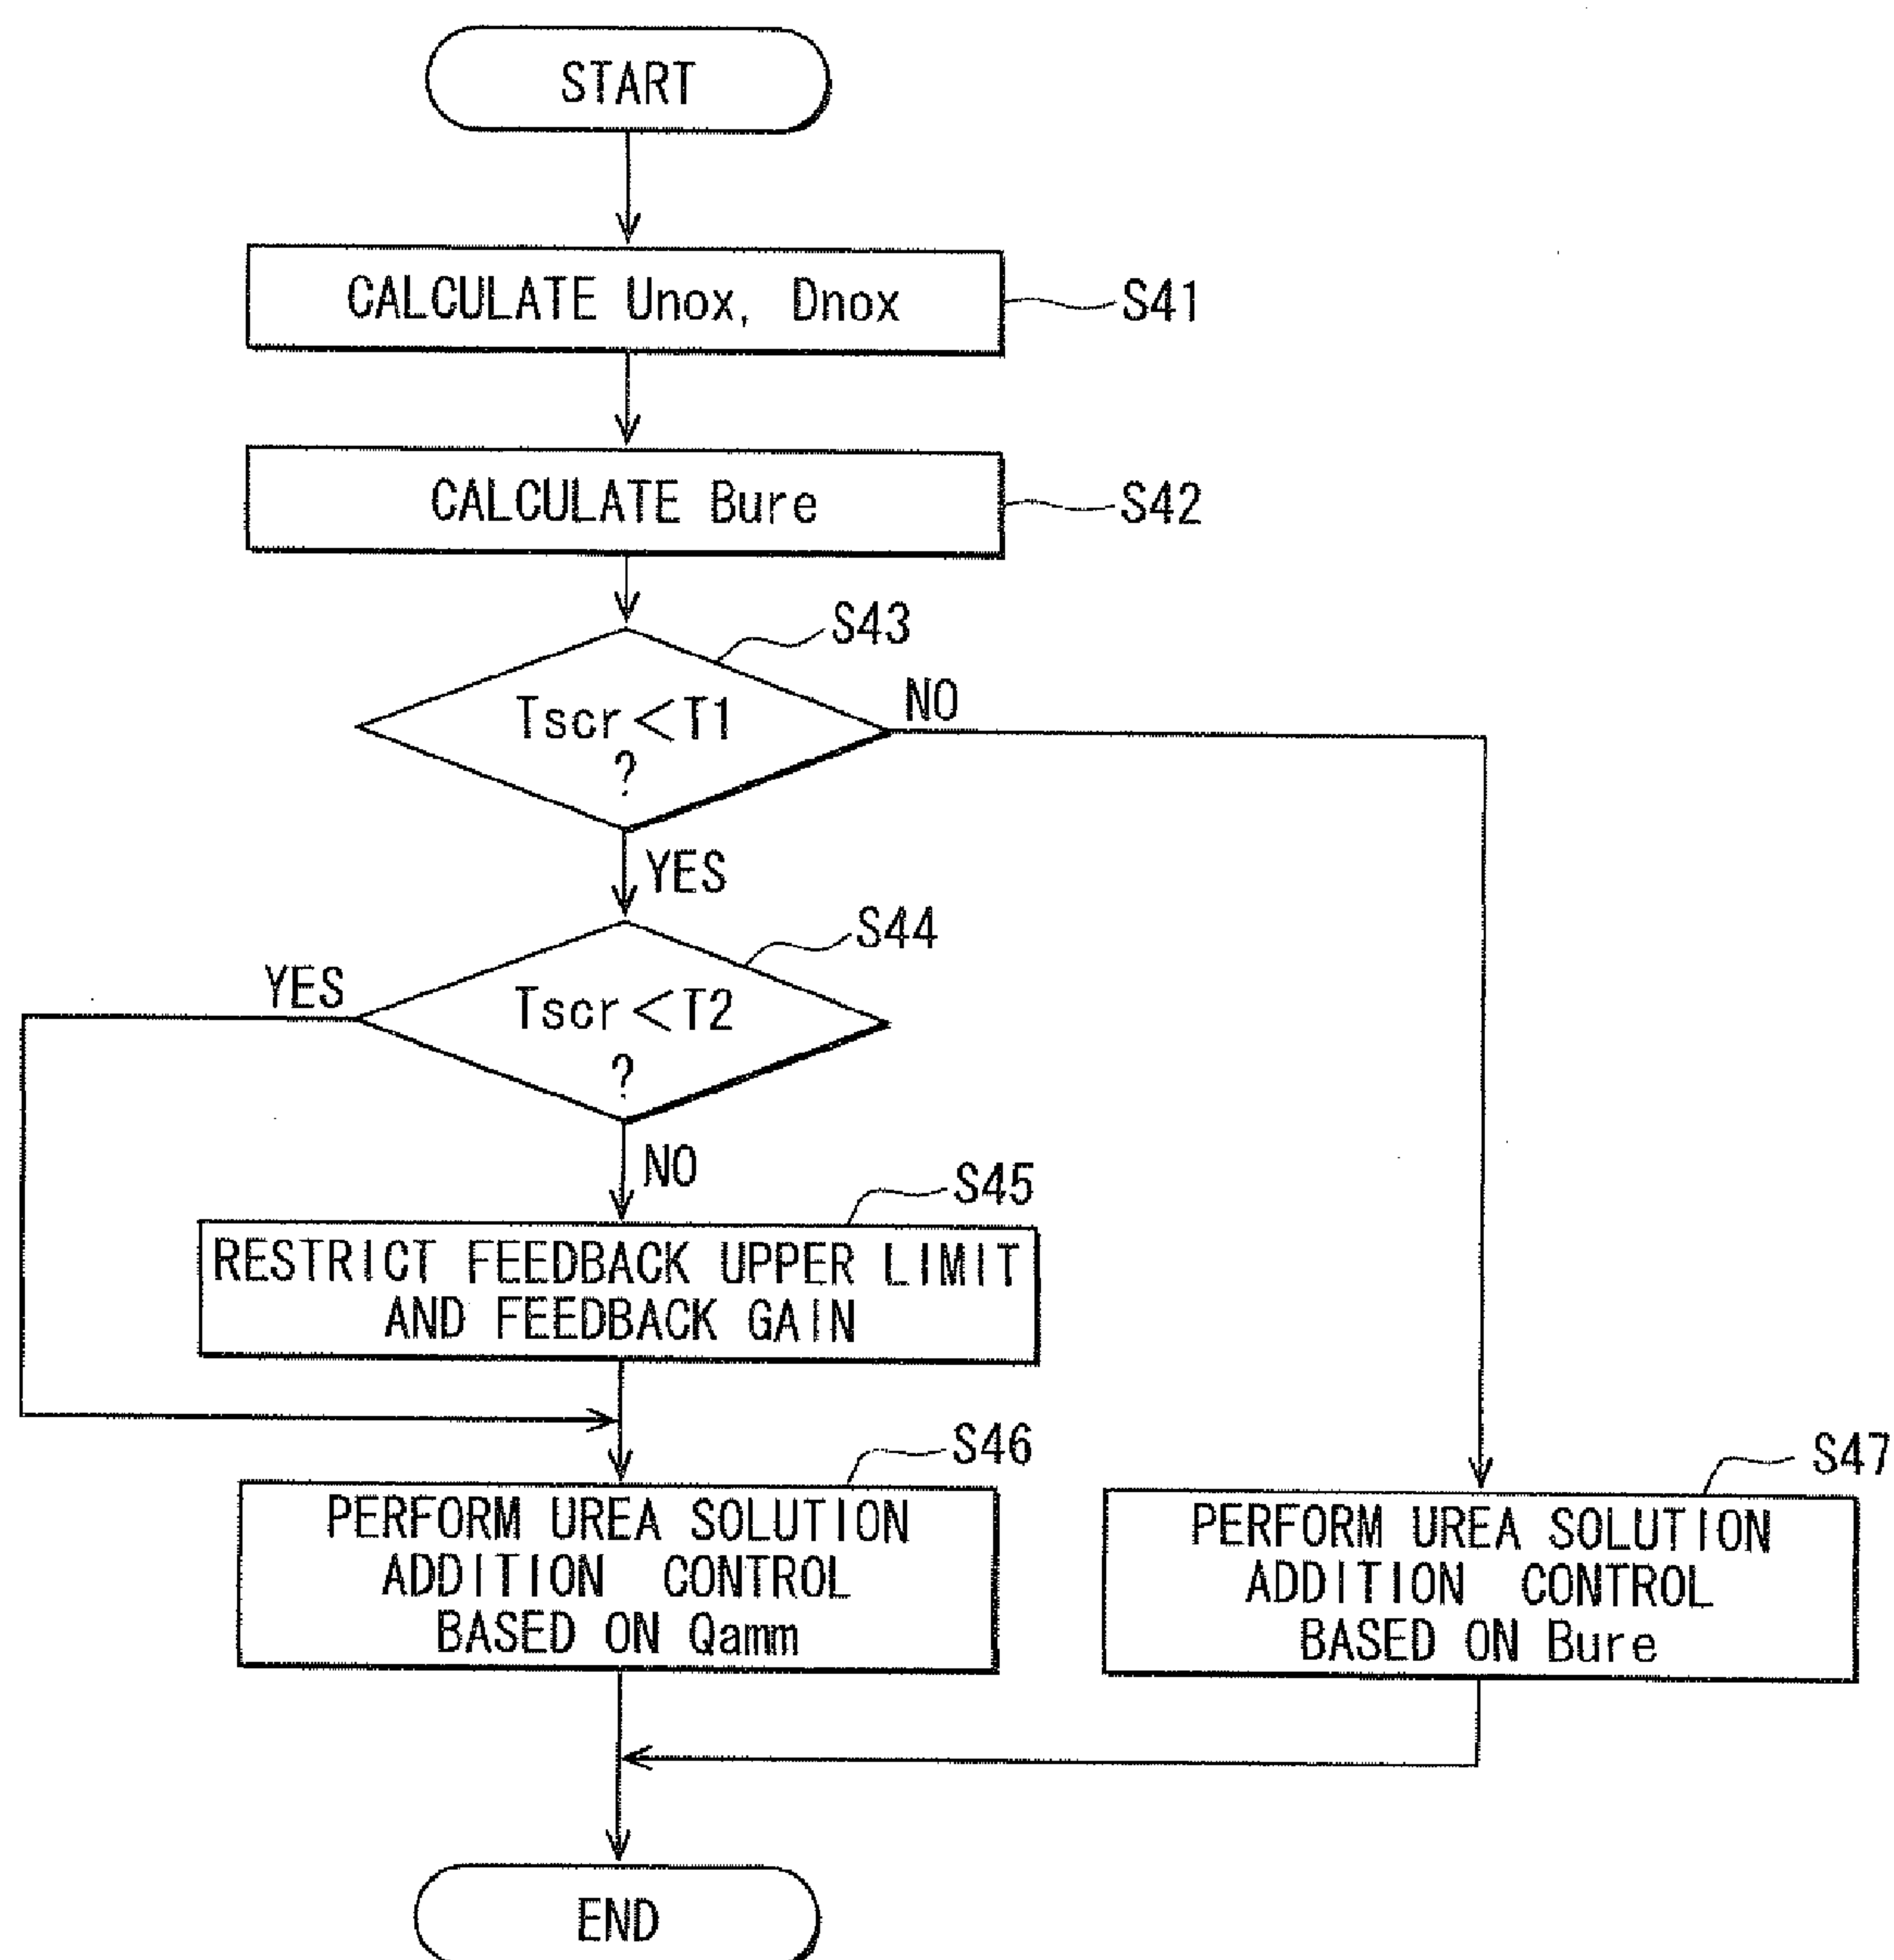 START
CALCULATE Unox, Dnox
S41
CALCULATE Bure
S42
S43
Tscr<T1
?
NO
YES
S44
YES
Tscr<T2
?
NO
S45
RESTRICT FEEDBACK UPPER LIMIT
AND FEEDBACK GAIN
S46
PERFORM UREA SOLUTION
ADDITION CONTROL
BASED ON Qamm
S47
PERFORM UREA SOLUTION
ADDITION CONTROL
BASED ON Bure
END